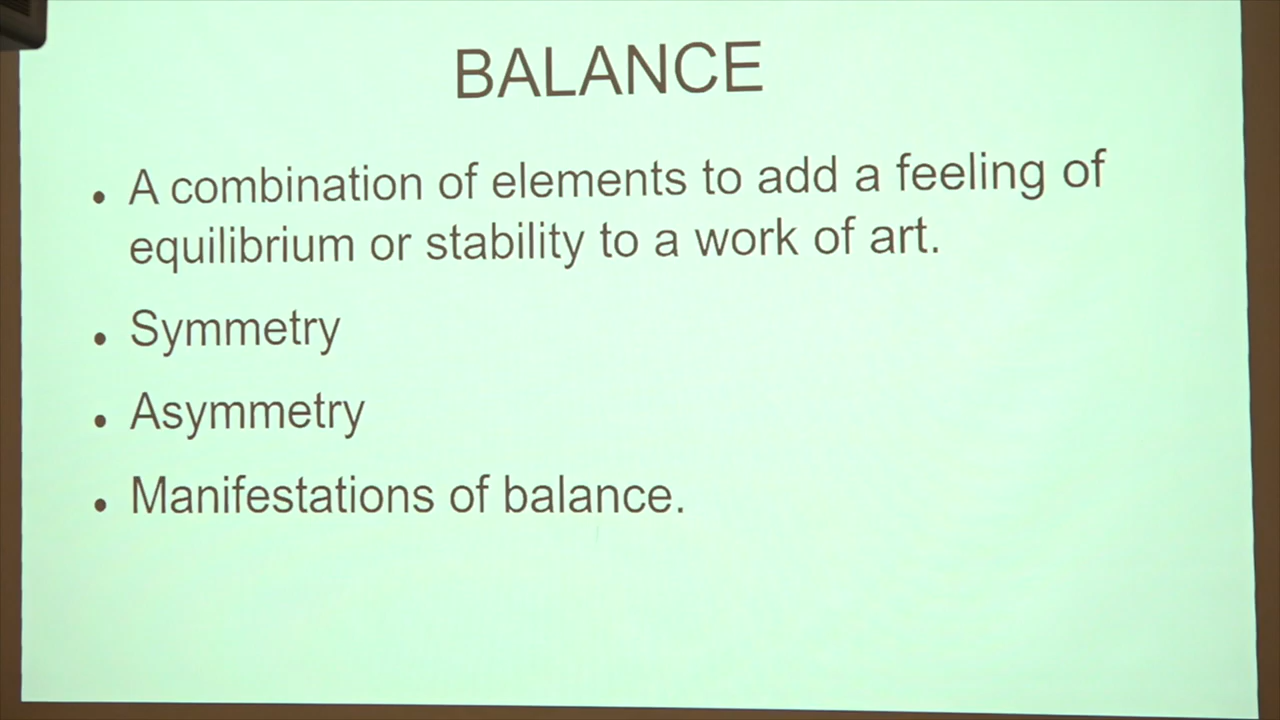 BALANCE
• A combination of elements to add a feeling of
equilibrium or stability to a work of art.
• Symmetry
• Asymmetry
• Manifestations of balance.